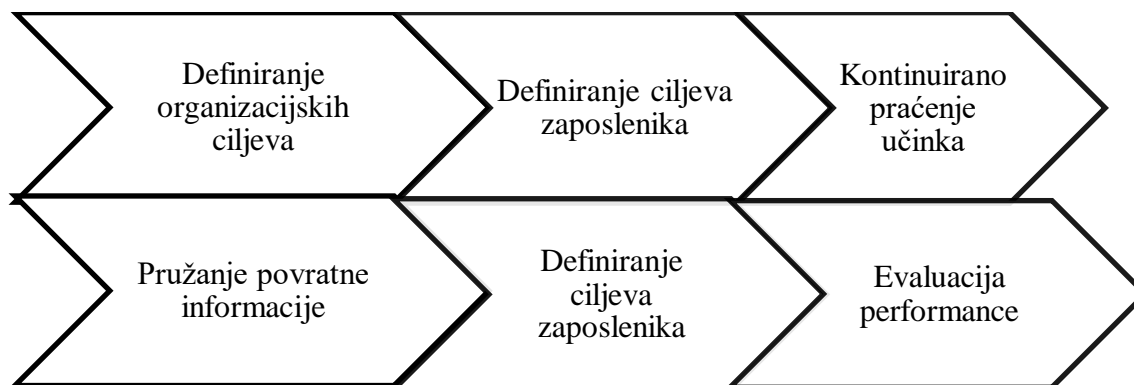 Definiranje
organizacijskih
ciljeva
Definiranje ciljeva
zaposlenika
Kontinuirano
praćenje
učinka
Pružanje povratne
informacije
Definiranje
ciljeva
zaposlenika
Evaluacija
performance